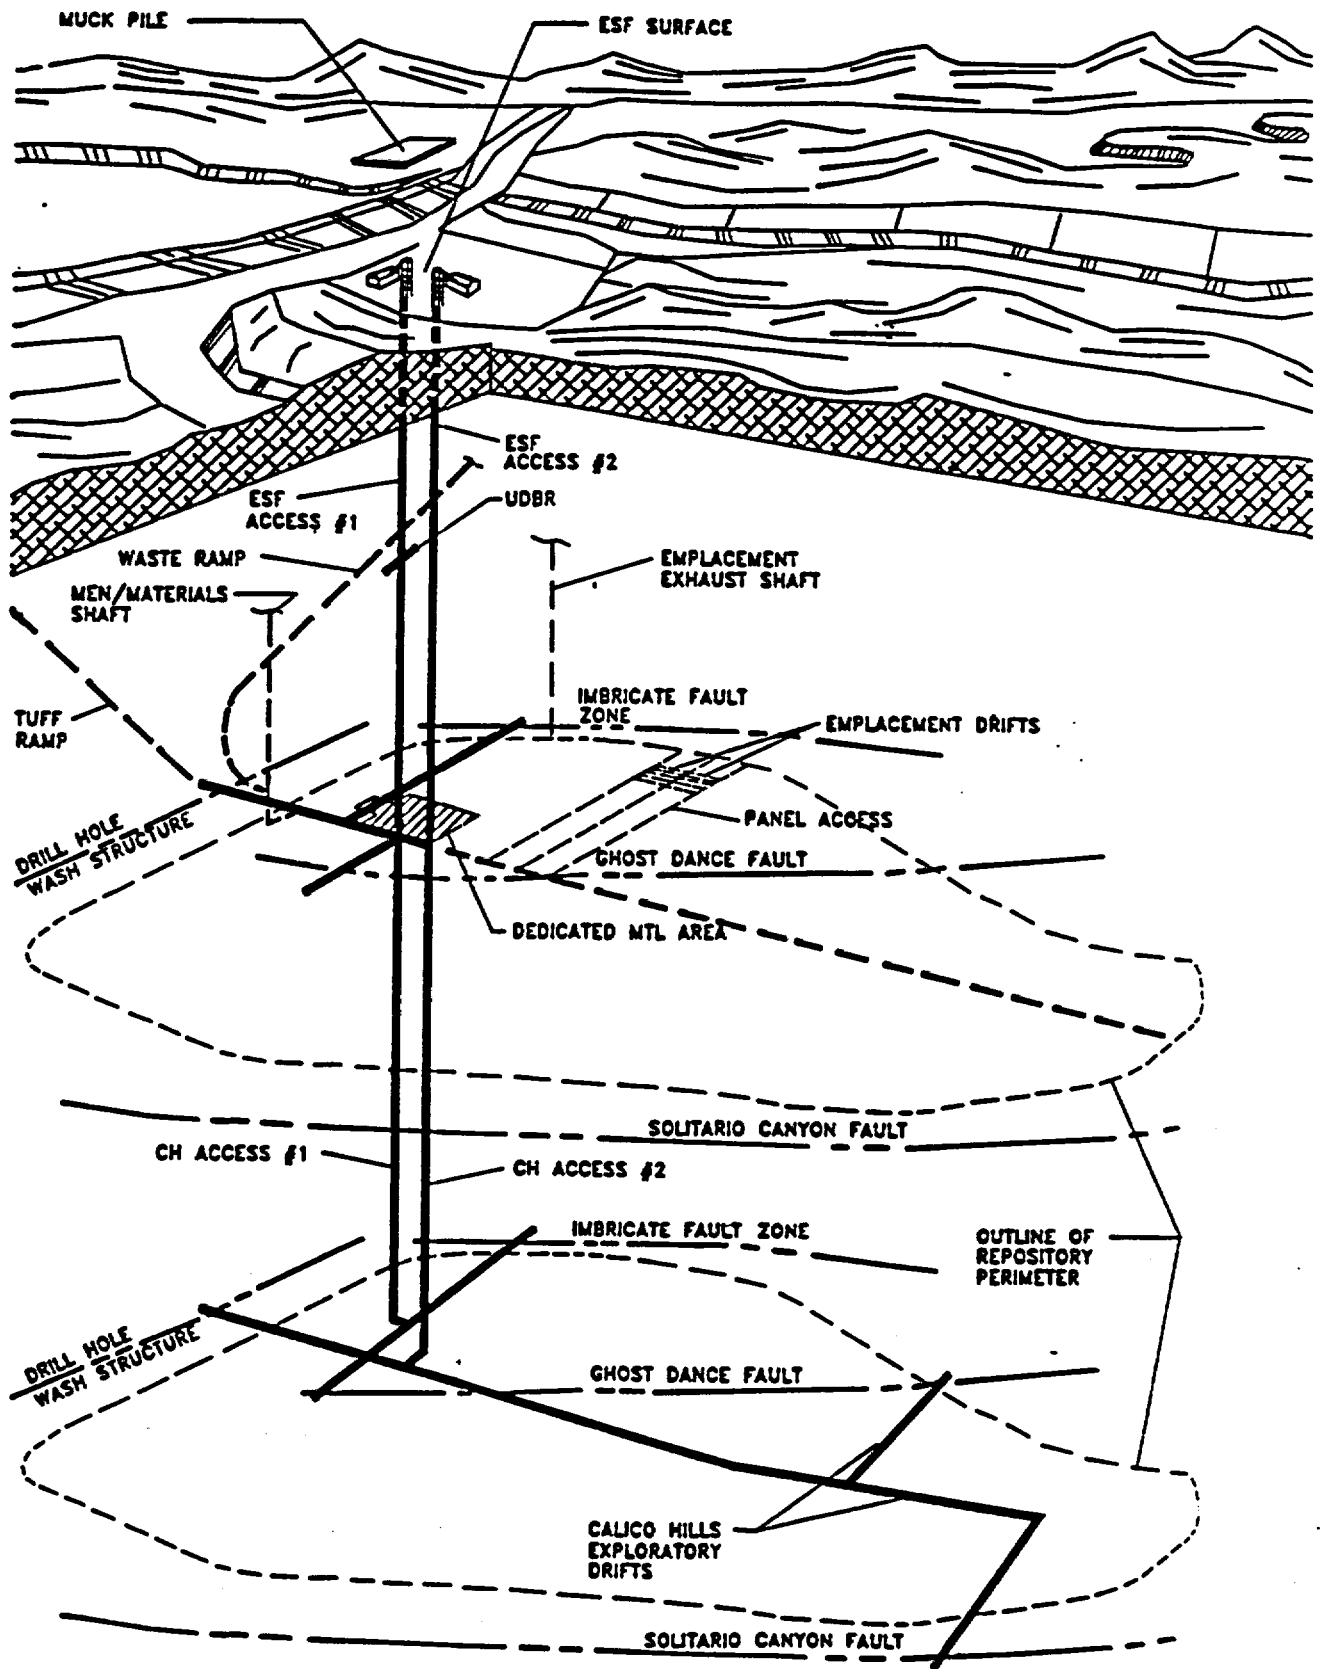 MUCK PILE
ESF SURFACE
ESF
ACCESS #2
ESF
ACCESS #1
UDBR
WASTE RAMP
EMPLACEMENT
EXHAUST SHAFT
MEN/MATERIALS
SHAFT
TUFF
RAMP
IMBRICATE FAULT
ZONE
EMPLACEMENT DRIFTS
PANEL ACCESS
DRILL HOLE
WASH STRUCTURE
GHOST DANCE FAULT
DEDICATED MTL AREA
SOLITARIO CANYON FAULT
CH ACCESS #1
CH ACCESS #2
IMBRICATE FAULT ZONE
OUTLINE OF
REPOSITORY
PERIMETER
DRILL HOLE
WASH STRUCTURE
GHOST DANCE FAULT
CALICO HILLS
EXPLORATORY
DRIFTS
SOLITARIO CANYON FAULT